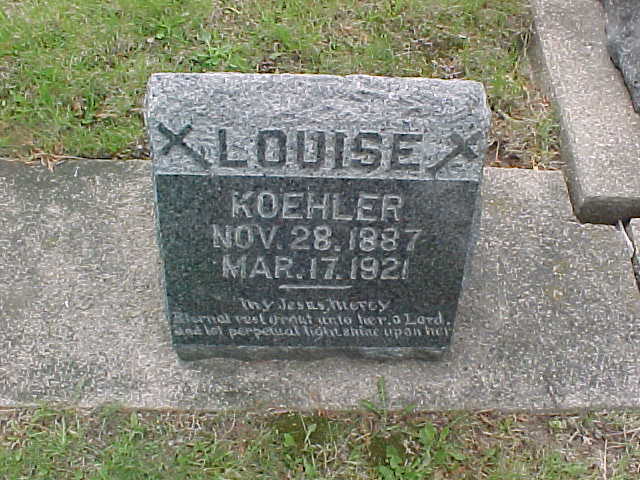 LOUISE
KOEHLER
NOV. 28. 1887
MAR. 17. 1921
My Jesus, Mercy
Eternal rest grant unto her, O Lord,
and let perpetual light shine upon her